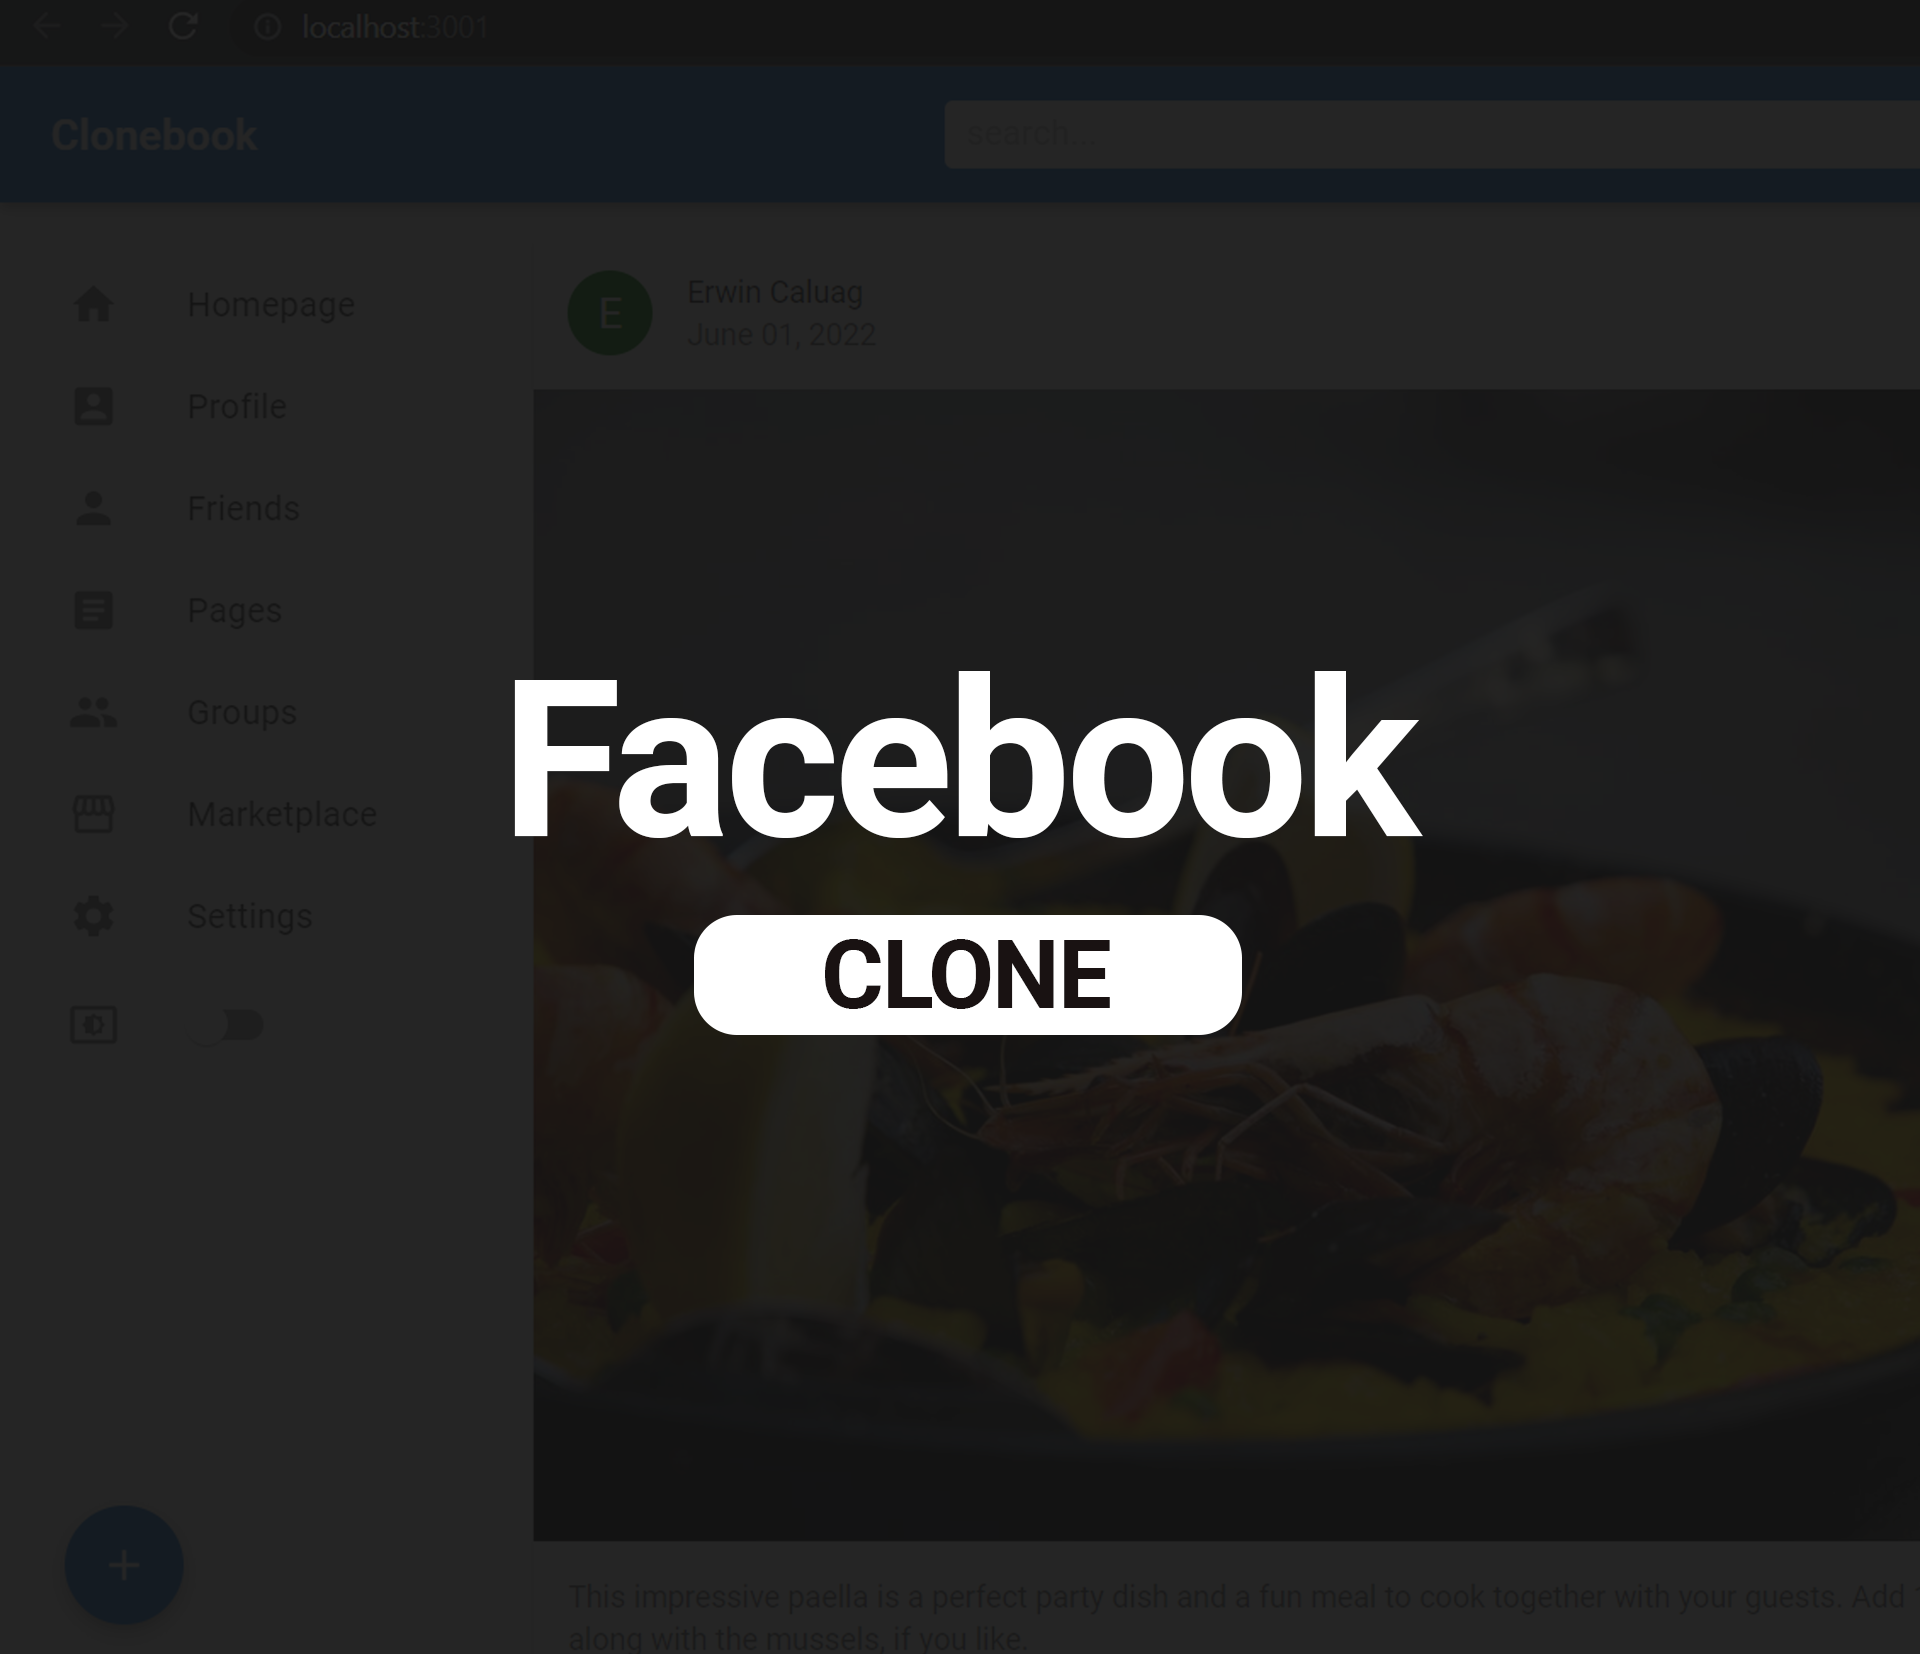 localhost:3001
Clonebook
search...
Homepage
Profile
Friends
Pages
Groups
Marketplace
Settings
E
Erwin Caluag
June 01, 2022
Facebook
CLONE
This impressive paella is a perfect party dish and a fun meal to cook together with your guests. Add
along with the mussels, if you like.